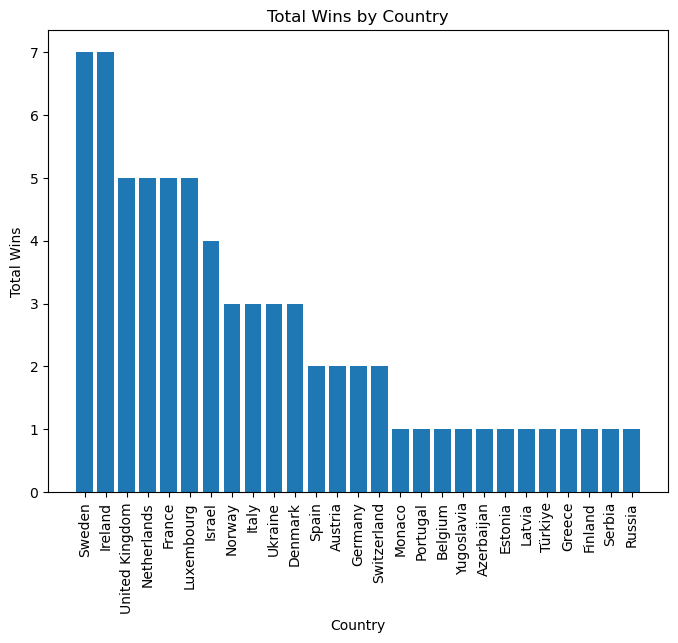 Total Wins by Country
Total Wins
7
6
5
4
3
2
1
0
Sweden
Ireland
United Kingdom
Netherlands
France
Luxembourg
Israel
Norway
Italy
Ukraine
Denmark
Spain
Austria
Germany
Switzerland
Monaco
Portugal
Belgium
Yugoslavia
Azerbaijan
Estonia
Latvia
Türkiye
Greece
Finland
Serbia
Russia
Country